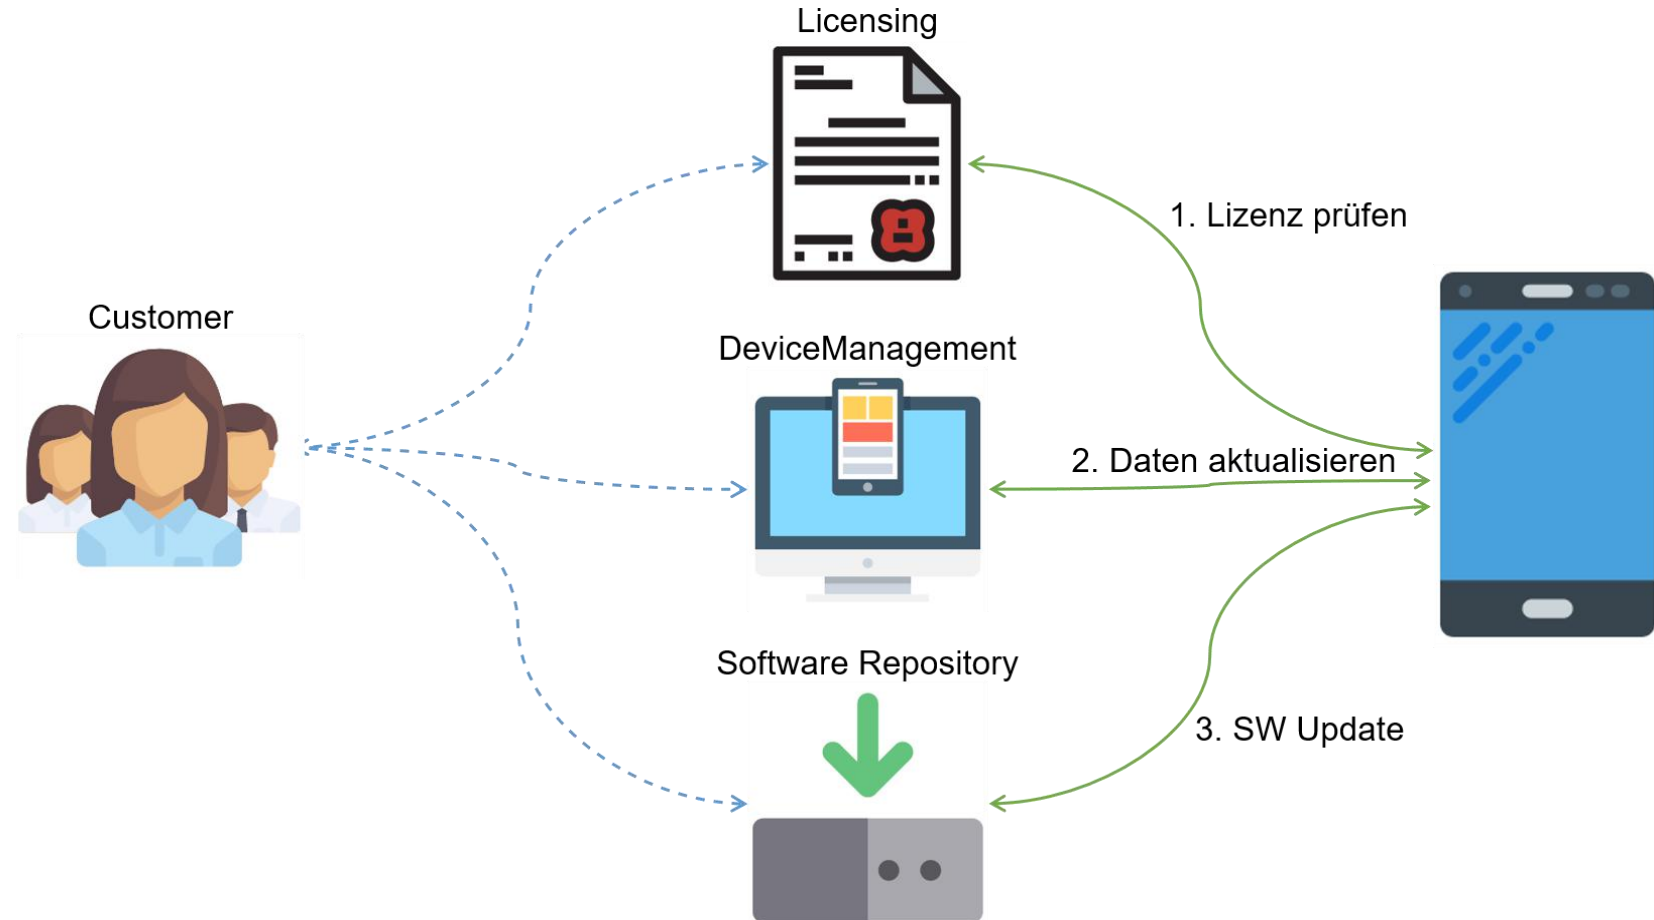 Licensing
1. Lizenz prüfen
Customer
DeviceManagement
2. Daten aktualisieren
Software Repository
3. SW Update